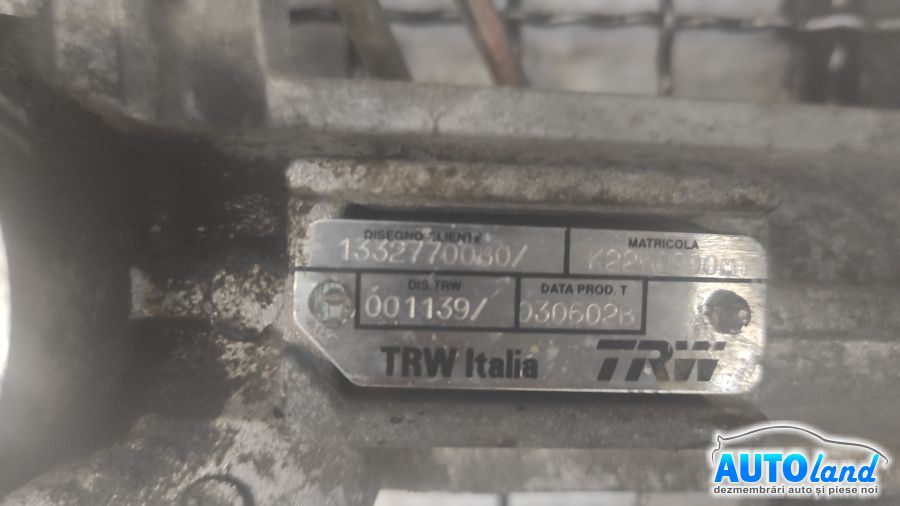 DISEGNO CLIENTE MATRICOLA
1332770080/
DIS.TRW DATA PROD. T
001139/ 030602B
TRW Italia TRW
AUTOland
dezmembrări auto și piese noi